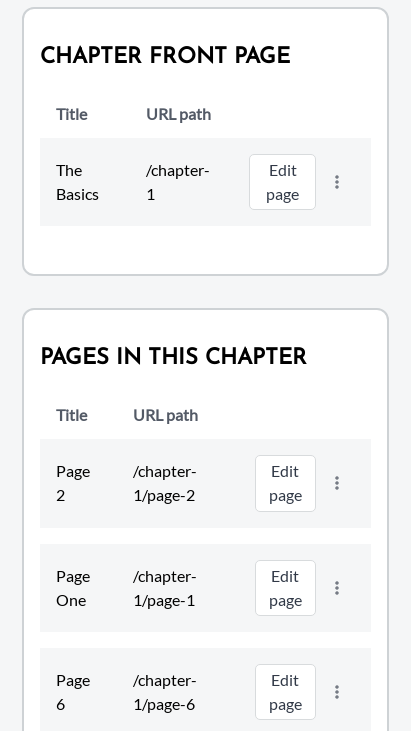 CHAPTER FRONT PAGE
Title URL path
The /chapter- Edit
Basics 1 page
PAGES IN THIS CHAPTER
Title URL path
Page /chapter- Edit
2 1/page-2 page
Page /chapter- Edit
One 1/page-1 page
Page /chapter- Edit
6 1/page-6 page